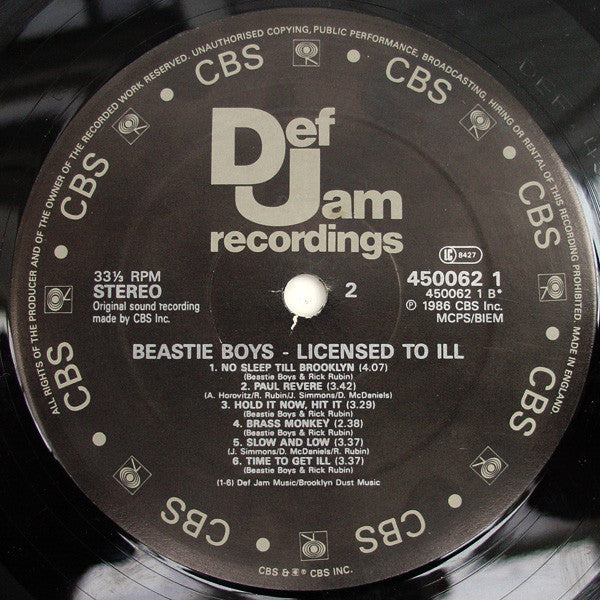 ALL RIGHTS OF THE PRODUCER AND OF THE OWNER OF THE RECORDED WORK RESERVED. UNAUTHORISED COPYING, PUBLIC PERFORMANCE, BROADCASTING, HIRING OR RENTAL OF THIS RECORDING PROHIBITED. MADE IN ENGLAND.
CBS
CBS
CBS
CBS
CBS
CBS
CBS
CBS
Def
Jam
recordings
33⅓ RPM
STEREO
Original sound recording
made by CBS Inc.
2
LC 8427
450062 1
450062 1 B*
℗ 1986 CBS Inc.
MCPS/BIEM
BEASTIE BOYS - LICENSED TO ILL
1. NO SLEEP TILL BROOKLYN (4.07)
(Beastie Boys & Rick Rubin)
2. PAUL REVERE (3.42)
(A. Horovitz/R. Rubin/J. Simmons/D. McDaniels)
3. HOLD IT NOW, HIT IT (3.29)
(Beastie Boys & Rick Rubin)
4. BRASS MONKEY (2.38)
(Beastie Boys & Rick Rubin)
5. SLOW AND LOW (3.37)
(J. Simmons/D. McDaniels/R. Rubin)
6. TIME TO GET ILL (3.37)
(Beastie Boys & Rick Rubin)
(1-6) Def Jam Music/Brooklyn Dust Music
CBS & ® CBS INC.